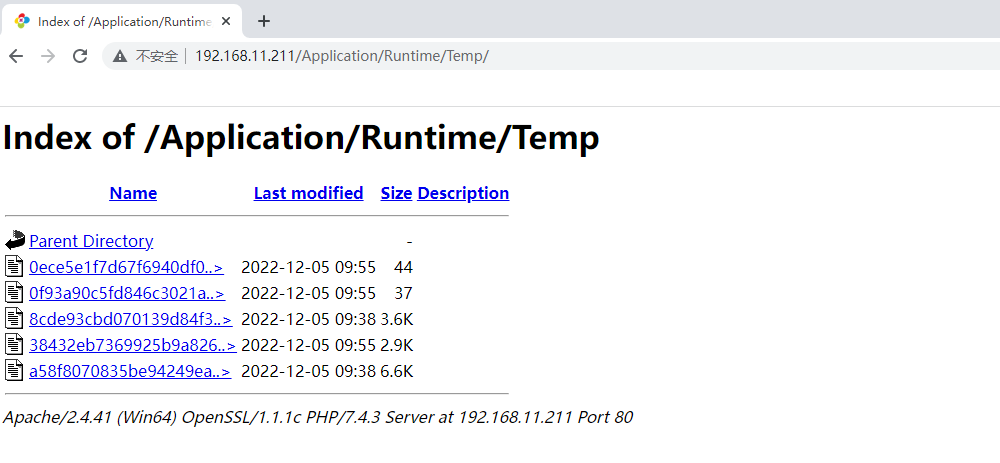 Index of /Application/Runtime
不安全 192.168.11.211/Application/Runtime/Temp/
Index of /Application/Runtime/Temp
Name Last modified Size Description
Parent Directory -
0ece5e1f7d67f6940df0..> 2022-12-05 09:55 44
0f93a90c5fd846c3021a..> 2022-12-05 09:55 37
8cde93cbd070139d84f3..> 2022-12-05 09:38 3.6K
38432eb7369925b9a826..> 2022-12-05 09:55 2.9K
a58f8070835be94249ea..> 2022-12-05 09:38 6.6K
Apache/2.4.41 (Win64) OpenSSL/1.1.1c PHP/7.4.3 Server at 192.168.11.211 Port 80